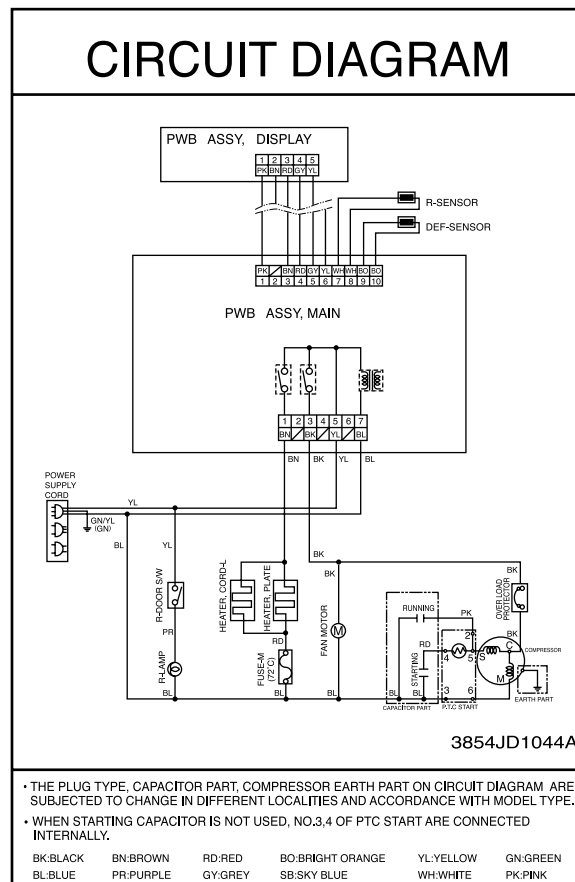 CIRCUIT DIAGRAM
PWB ASSY, DISPLAY
1 2 3 4 5
PK BN RD GY YL
R-SENSOR
DEF-SENSOR
PK BN RD GY YL WH WH BO BO
1 2 3 4 5 6 7 8 9 10
PWB ASSY, MAIN
1 2 3 4 5 6 7
BN BK YL BL
BN BK YL BL
POWER
SUPPLY
CORD
YL
GN/YL
(GN)
BL
YL
R-DOOR S/W
PR
R-LAMP
BL
HEATER, CORD-L
HEATER, PLATE
RD
FUSE-M
(72°C)
BL
BK
BK
FAN MOTOR
M
BL
RUNNING
STARTING
RD
PK
BL BL
CAPACITOR PART
2
4 5
3 6
P.T.C START
BK
OVER LOAD
PROTECTOR
BK
S C
M
COMPRESSOR
EARTH PART
3854JD1044A
• THE PLUG TYPE, CAPACITOR PART, COMPRESSOR EARTH PART ON CIRCUIT DIAGRAM ARE
SUBJECTED TO CHANGE IN DIFFERENT LOCALITIES AND ACCORDANCE WITH MODEL TYPE.
• WHEN STARTING CAPACITOR IS NOT USED, NO.3,4 OF PTC START ARE CONNECTED
INTERNALLY.
BK:BLACK BN:BROWN RD:RED BO:BRIGHT ORANGE YL:YELLOW GN:GREEN
BL:BLUE PR:PURPLE GY:GREY SB:SKY BLUE WH:WHITE PK:PINK